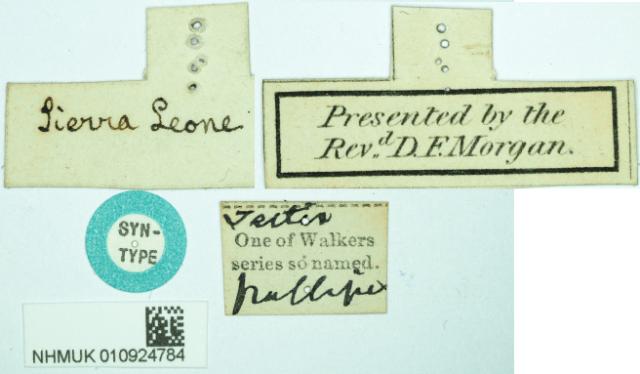 Sierra Leone
Presented by the
Rev.d D. F. Morgan.
SYN-
TYPE
One of Walkers
series so named.
NHMUK 010924784